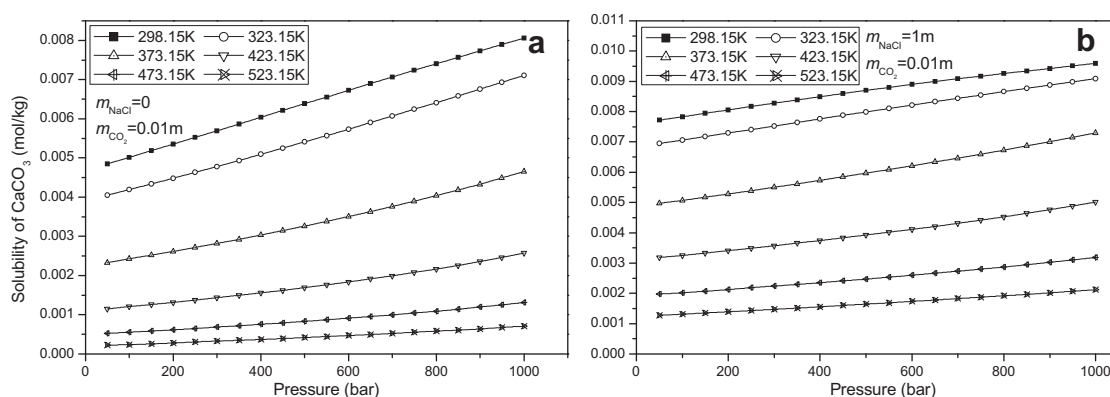 0.008
0.007
0.006
0.005
0.004
0.003
0.002
0.001
0.000
Solubility of CaCO3 (mol/kg)
298.15K 323.15K
373.15K 423.15K
473.15K 523.15K
a
mNaCl=0
mCO2=0.01m
0 200 400 600 800 1000
Pressure (bar)
0.011
0.010
0.009
0.008
0.007
0.006
0.005
0.004
0.003
0.002
0.001
0.000
298.15K 323.15K
373.15K 423.15K
473.15K 523.15K
mNaCl=1m
mCO2=0.01m
b
0 200 400 600 800 1000
Pressure (bar)